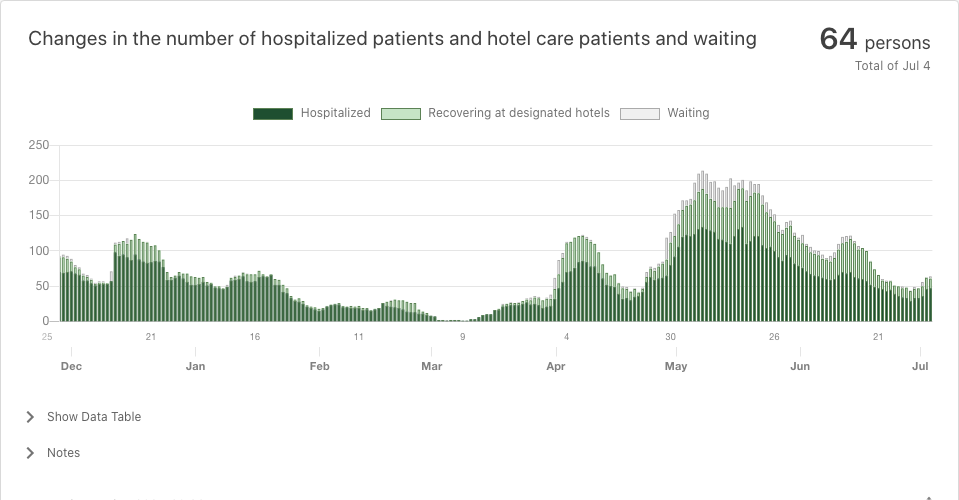 Changes in the number of hospitalized patients and hotel care patients and waiting
64 persons
Total of Jul 4
Hospitalized Recovering at designated hotels Waiting
250
200
150
100
50
0
25 21 16 11 9 4 30 26 21
Dec Jan Feb Mar Apr May Jun Jul
Show Data Table
Notes